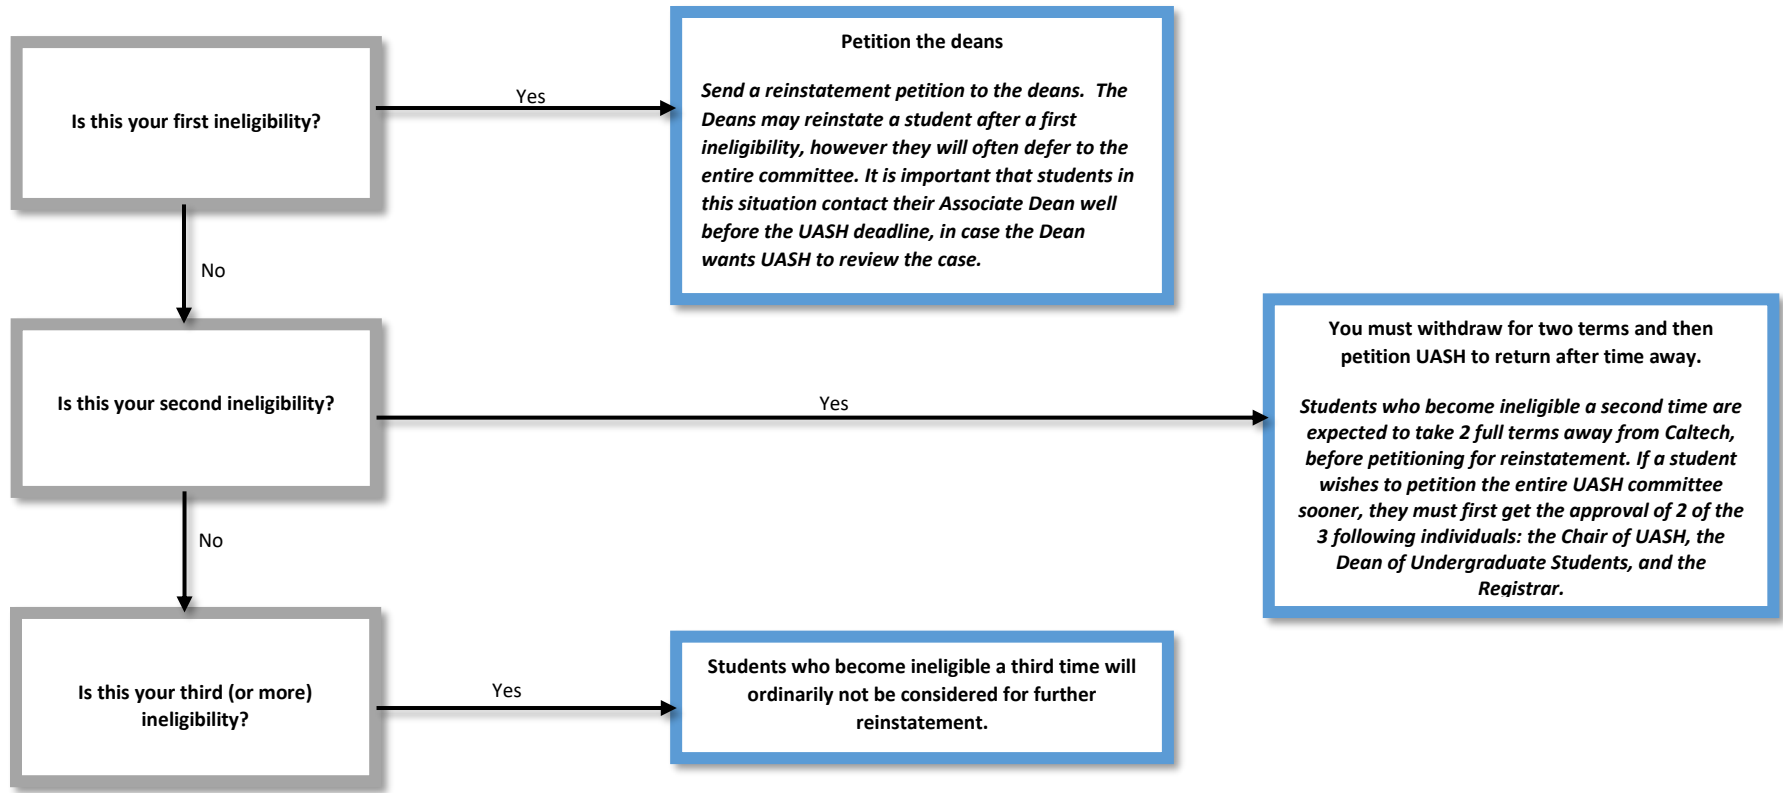 Is this your first ineligibility?
Yes
Petition the deans
Send a reinstatement petition to the deans.  The
Deans may reinstate a student after a first
ineligibility, however they will often defer to the
entire committee. It is important that students in
this situation contact their Associate Dean well
before the UASH deadline, in case the Dean
wants UASH to review the case.
No
Is this your second ineligibility?
Yes
You must withdraw for two terms and then
petition UASH to return after time away.
Students who become ineligible a second time are
expected to take 2 full terms away from Caltech,
before petitioning for reinstatement. If a student
wishes to petition the entire UASH committee
sooner, they must first get the approval of 2 of the
3 following individuals: the Chair of UASH, the
Dean of Undergraduate Students, and the
Registrar.
No
Is this your third (or more)
ineligibility?
Yes
Students who become ineligible a third time will
ordinarily not be considered for further
reinstatement.